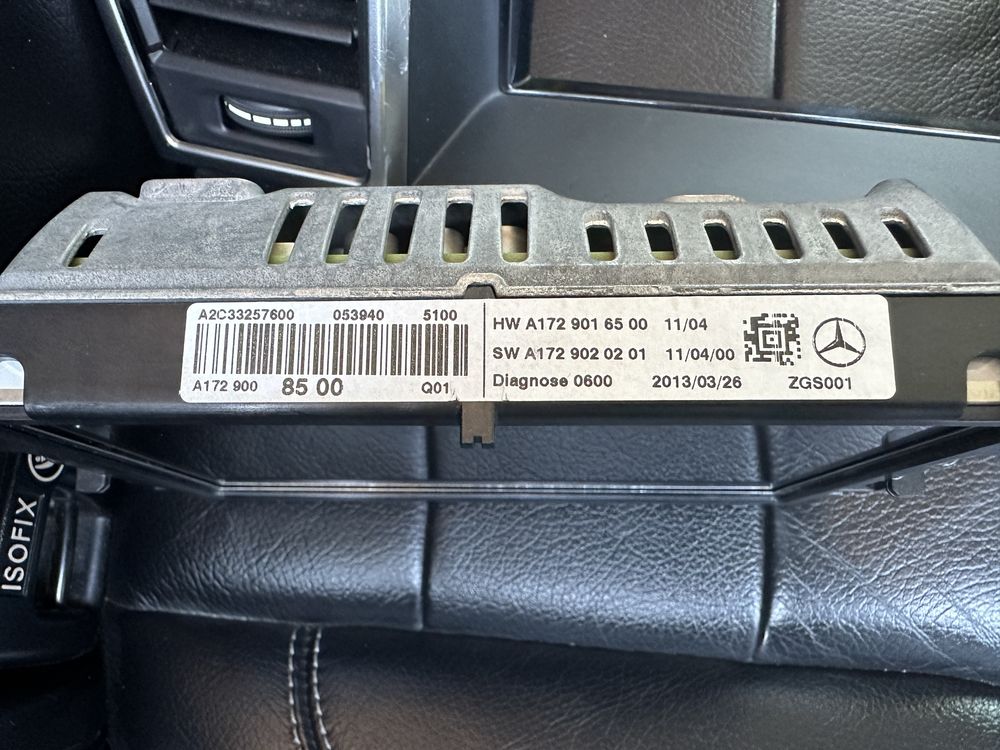 A2C33257600 053940 5100
A172 900 85 00 Q01
HW A172 901 65 00 11/04
SW A172 902 02 01 11/04/00
Diagnose 0600 2013/03/26 ZGS001
ISOFIX